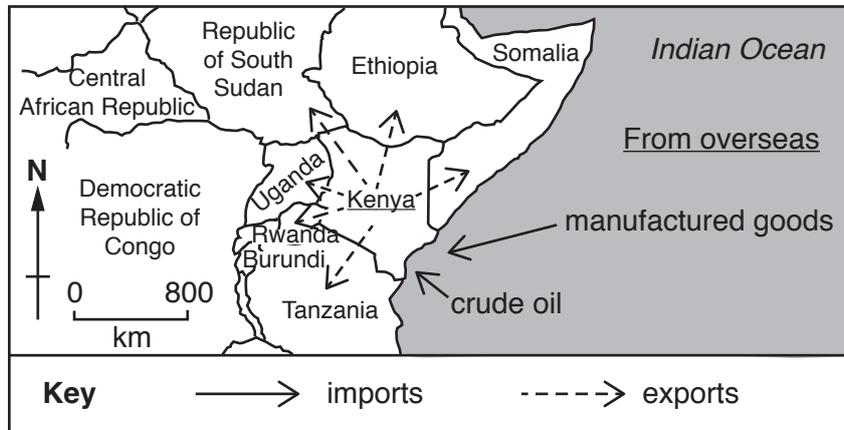 Republic
of South
Sudan
Ethiopia
Somalia
Indian Ocean
Central
African Republic
From overseas
N
Democratic
Republic of
Congo
Uganda
Kenya
manufactured goods
Rwanda
Burundi
0 800
km
Tanzania
crude oil
Key imports exports